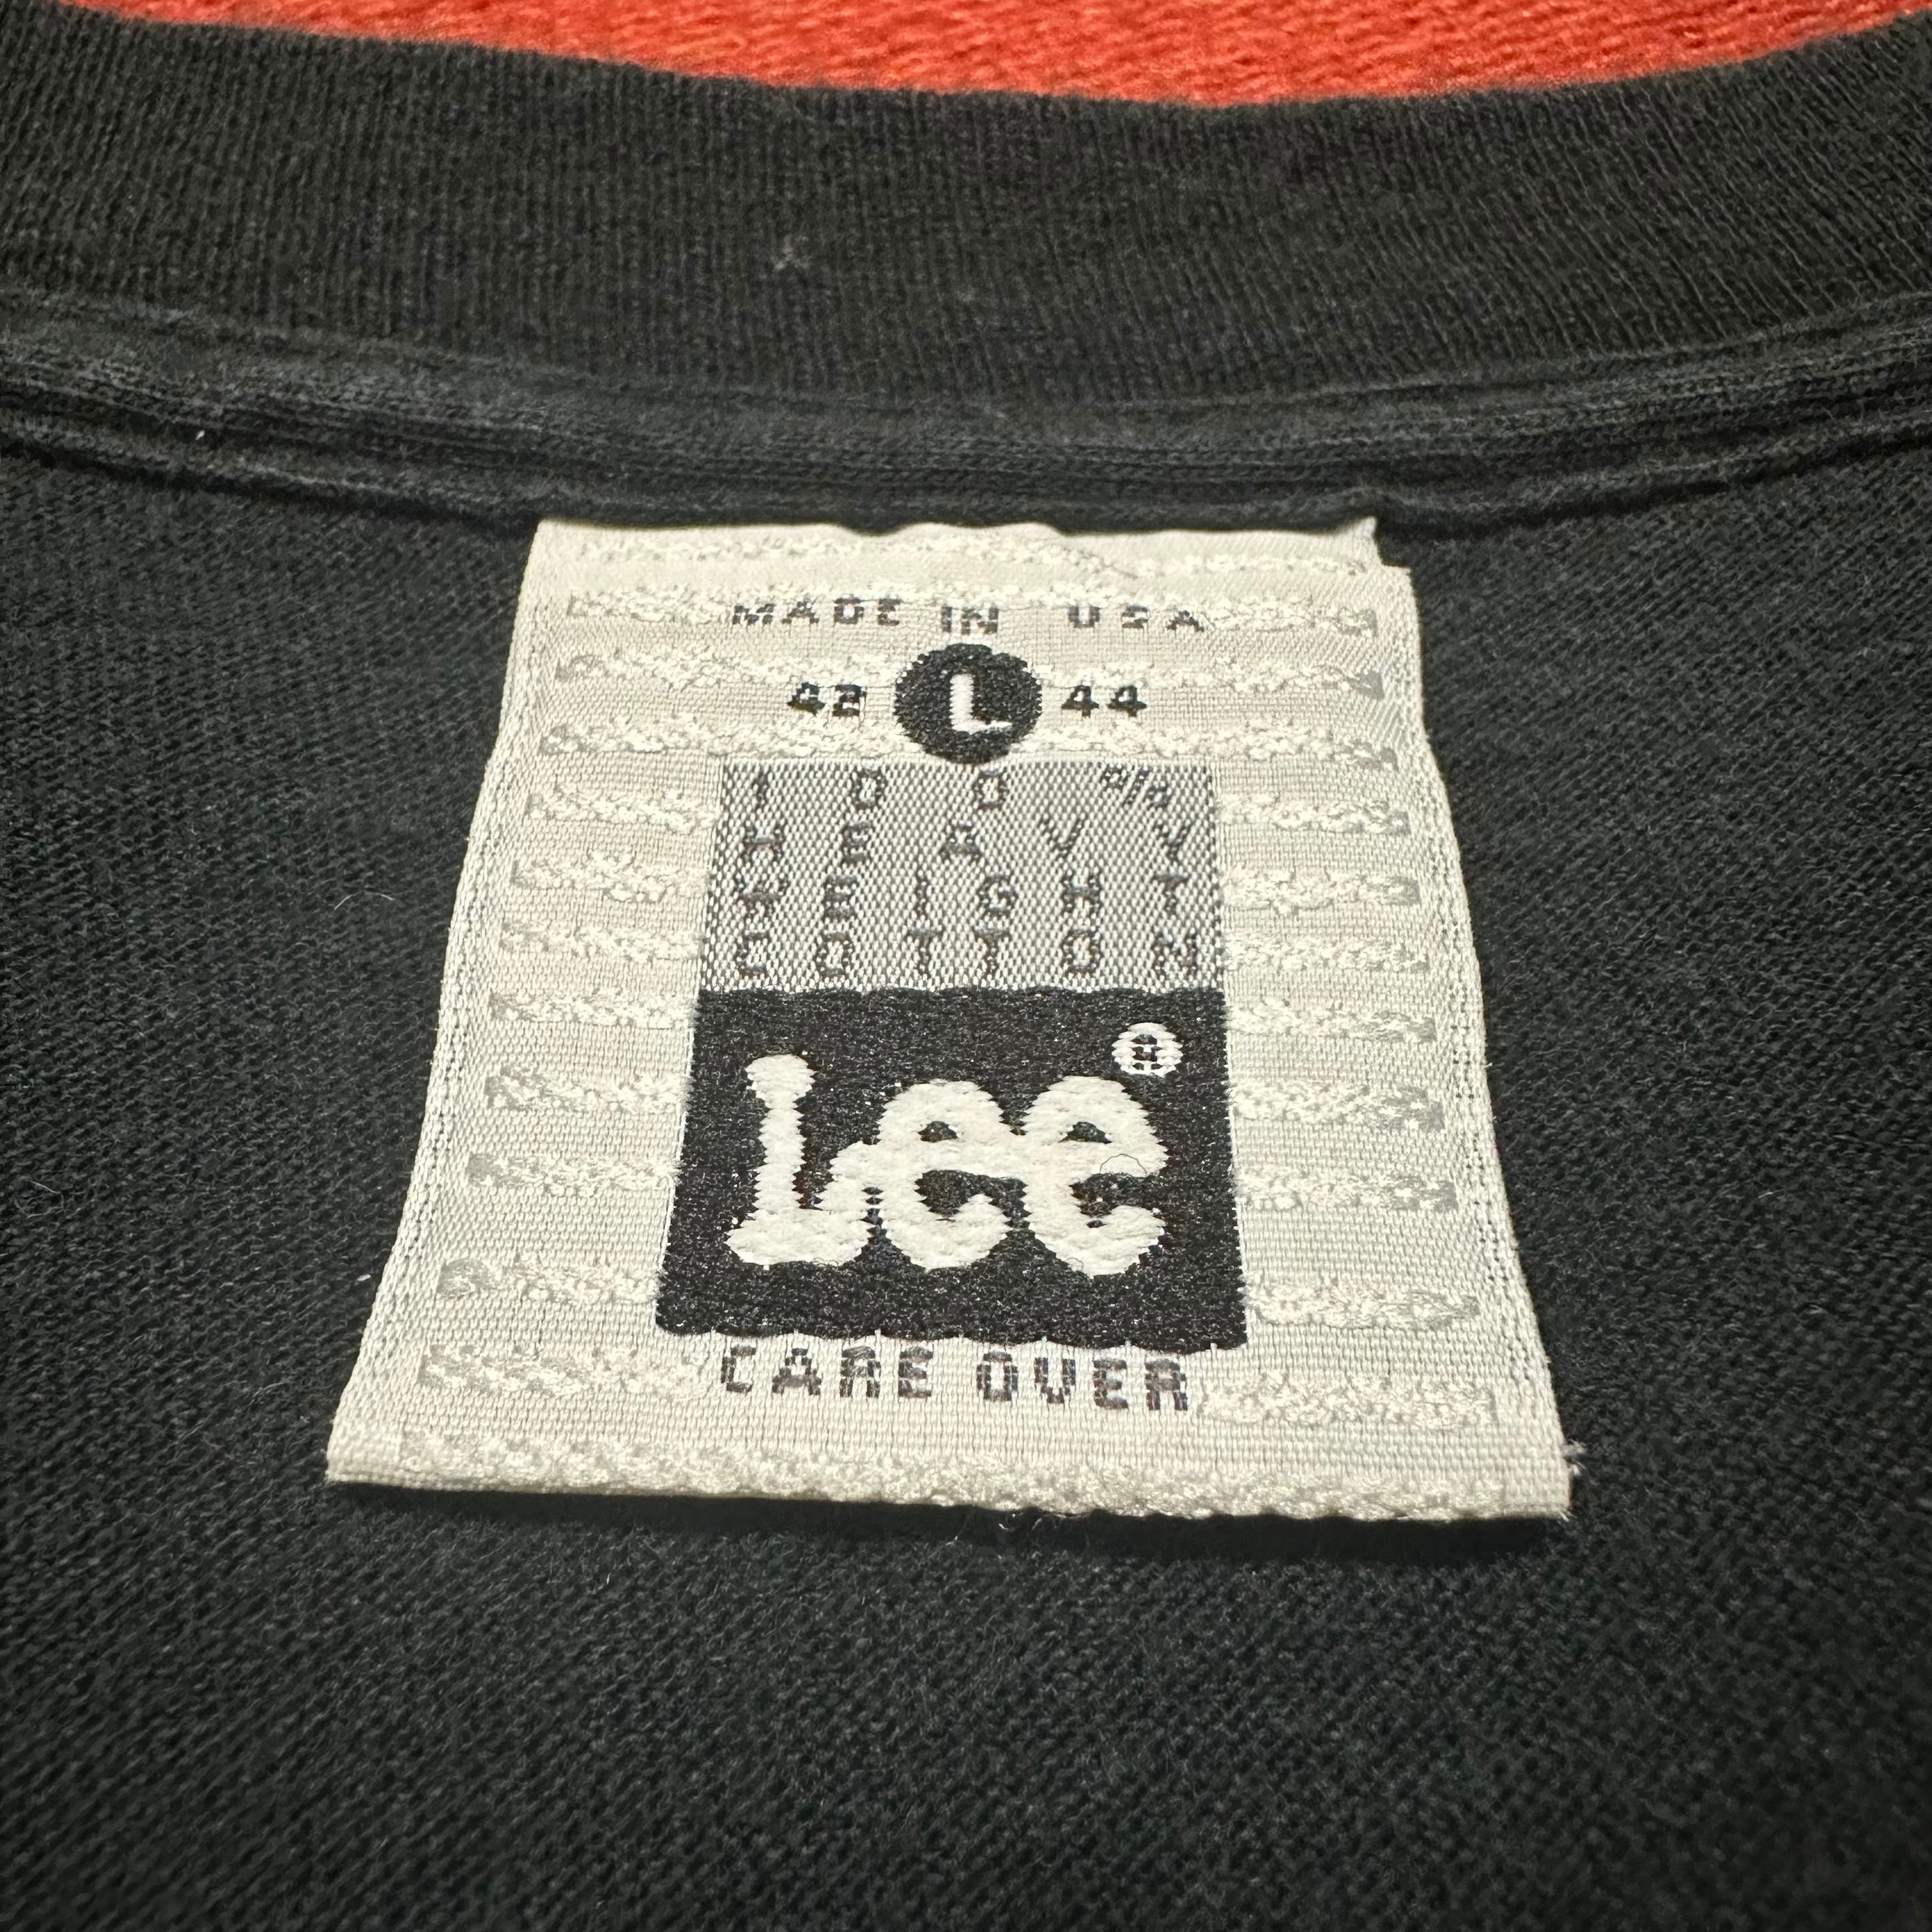 MADE IN USA
42 L 44
100%
HEAVY
WEIGHT
COTTON
Lee®
CARE OVER